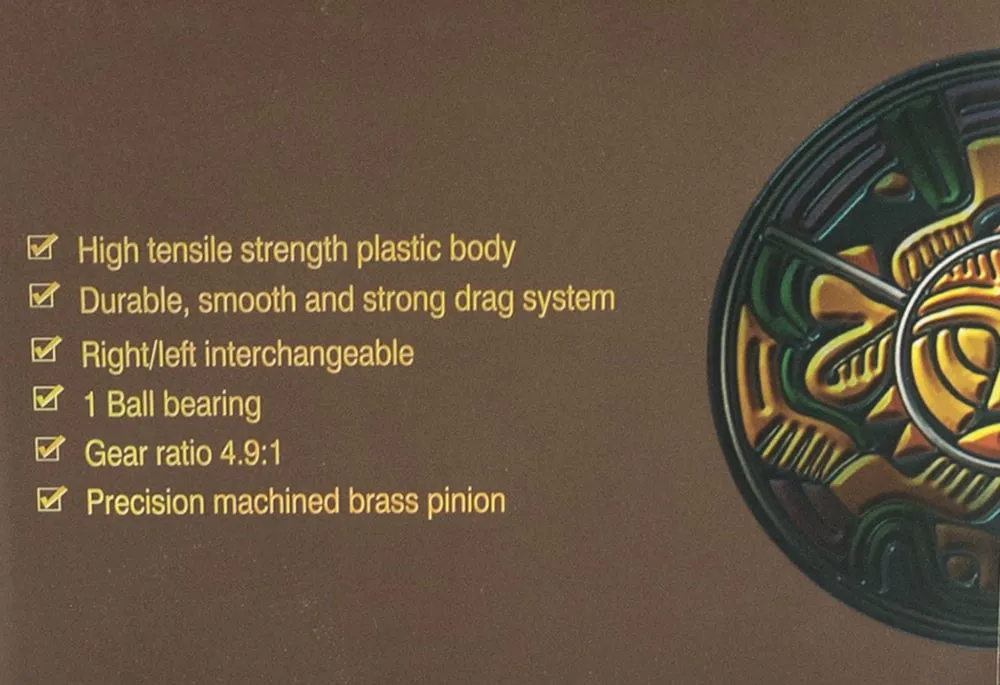 High tensile strength plastic body
Durable, smooth and strong drag system
Right/left interchangeable
1 Ball bearing
Gear ratio 4.9:1
Precision machined brass pinion